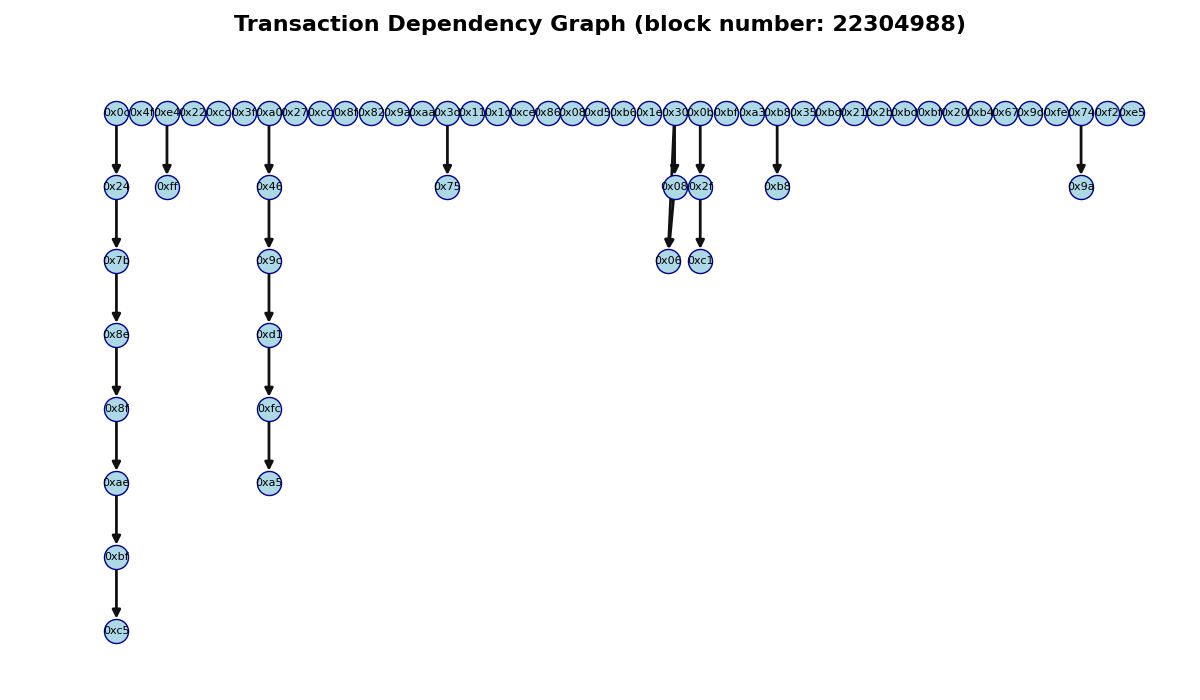 Transaction Dependency Graph (block number: 22304988)
0x0c 0x4f 0xe4 0x22 0xcc 0x3f 0xa0 0x27 0xcc 0x8f 0x82 0x9a 0xaa 0x3d 0x11 0x1c 0xce 0x86 0x08 0xd5 0xb6 0x1e 0x30 0x0b 0xbf 0xa3 0xb8 0x35 0xbd 0x21 0x2b 0xbd 0xbf 0x20 0xb4 0x67 0x9d 0xfe 0x74 0xf2 0xe5
0x24 0xff 0x46 0x75 0x08 0x2f 0xb8 0x9a
0x7b 0x9c 0x06 0xc1
0x8e 0xd1
0x8f 0xfc
0xae 0xa5
0xbf
0xc5